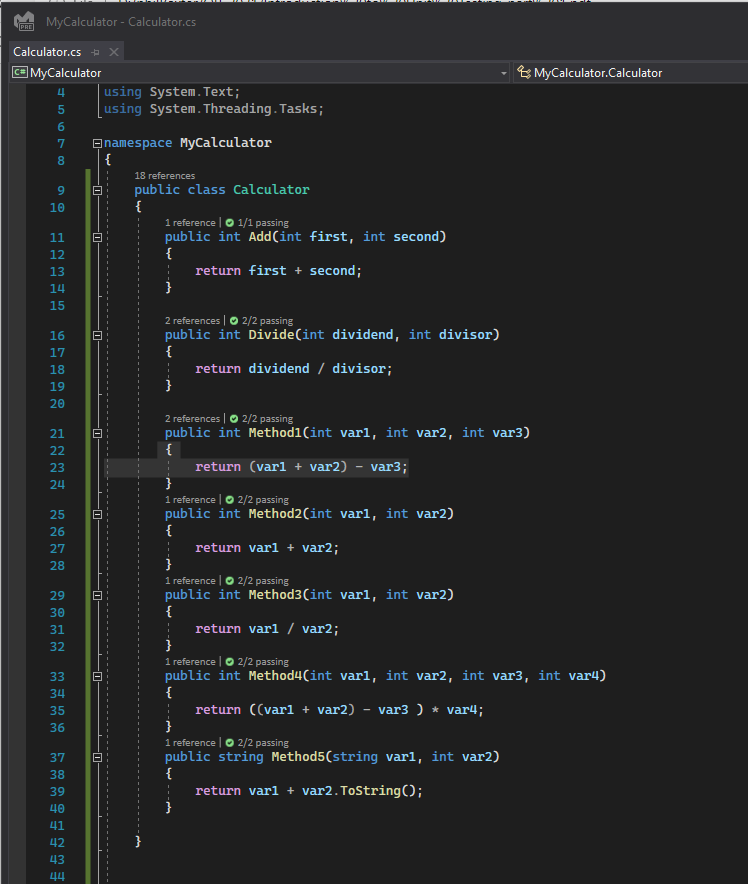 MyCalculator - Calculator.cs
Calculator.cs
C# MyCalculator MyCalculator.Calculator
4 using System.Text;
5 using System.Threading.Tasks;
6
7 namespace MyCalculator
8 {
18 references
9 public class Calculator
10 {
1 reference | 1/1 passing
11 public int Add(int first, int second)
12 {
13 return first + second;
14 }
15
2 references | 2/2 passing
16 public int Divide(int dividend, int divisor)
17 {
18 return dividend / divisor;
19 }
20
2 references | 2/2 passing
21 public int Method1(int var1, int var2, int var3)
22 {
23 return (var1 + var2) - var3;
24 }
1 reference | 2/2 passing
25 public int Method2(int var1, int var2)
26 {
27 return var1 + var2;
28 }
1 reference | 2/2 passing
29 public int Method3(int var1, int var2)
30 {
31 return var1 / var2;
32 }
1 reference | 2/2 passing
33 public int Method4(int var1, int var2, int var3, int var4)
34 {
35 return ((var1 + var2) - var3 ) * var4;
36 }
1 reference | 2/2 passing
37 public string Method5(string var1, int var2)
38 {
39 return var1 + var2.ToString();
40 }
41
42 }
43
44